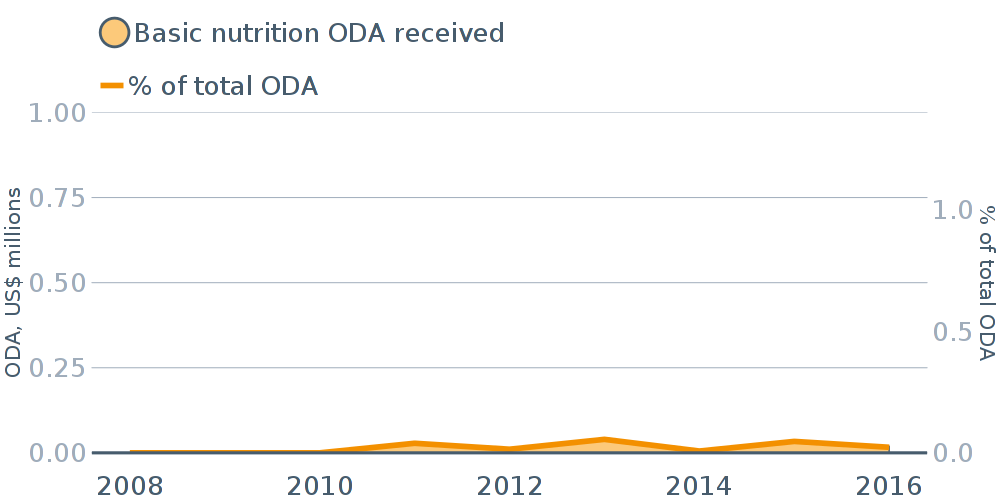 Basic nutrition ODA received
% of total ODA
1.00
0.75
0.50
0.25
0.00
ODA, US$ millions
1.0
0.5
0.0
% of total ODA
2008 2010 2012 2014 2016